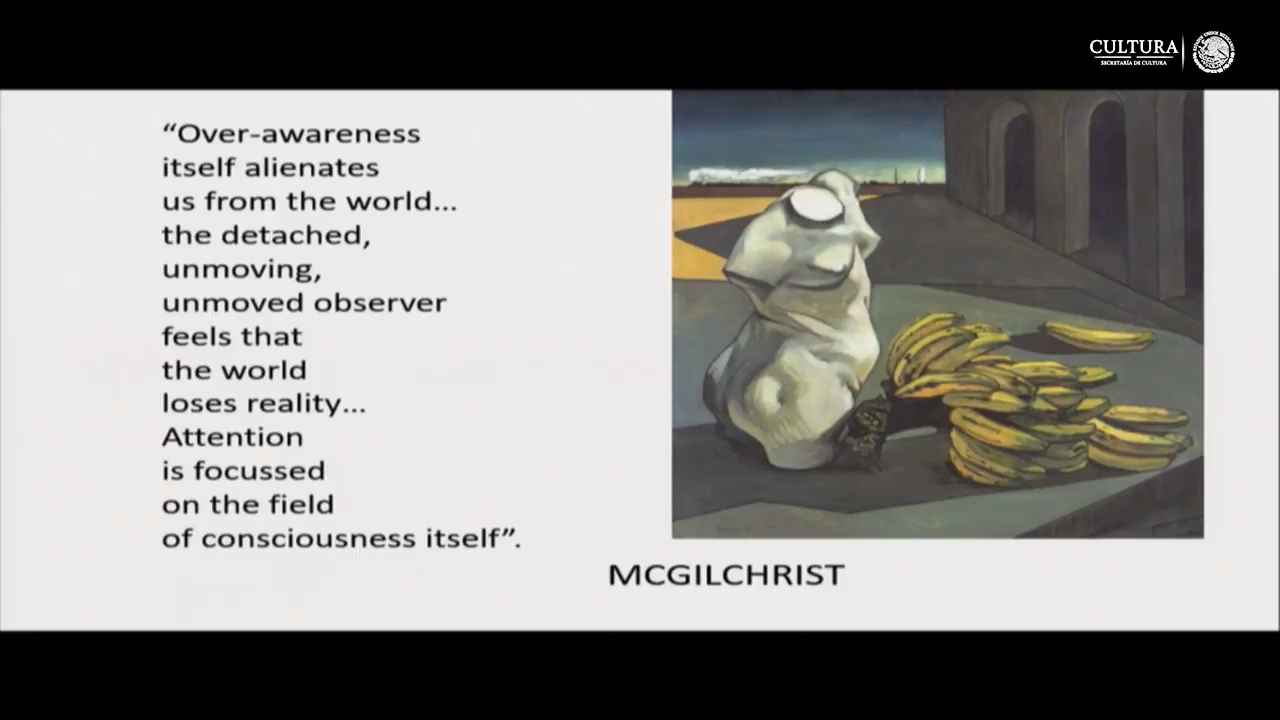 CULTURA
SECRETARÍA DE CULTURA
“Over-awareness
itself alienates
us from the world...
the detached,
unmoving,
unmoved observer
feels that
the world
loses reality...
Attention
is focussed
on the field
of consciousness itself”.
MCGILCHRIST